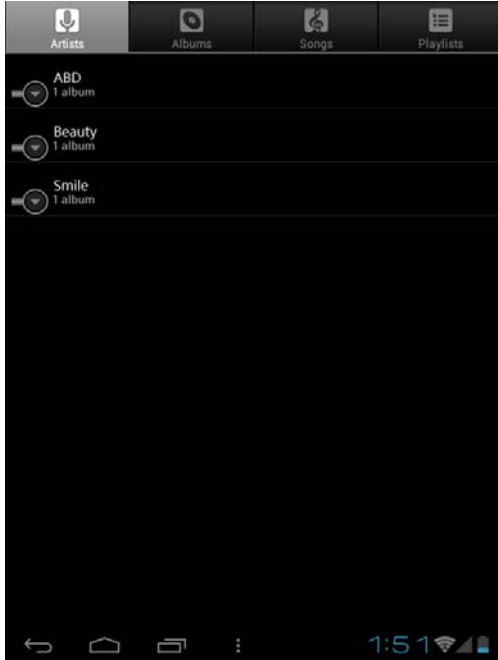 Artists
Albums
Songs
Playlists
ABD
1 album
Beauty
1 album
Smile
1 album
1:51